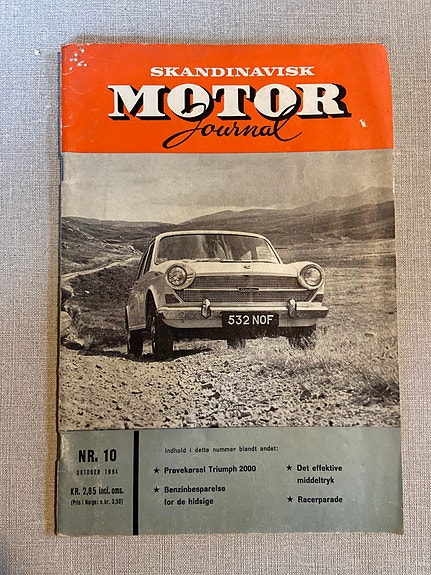 SKANDINAVISK
MOTOR
Journal
532 NOF
NR. 10
OKTOBER 1964
KR. 2,85 incl. oms.
(Pris i Norge: n.kr. 3,50)
Indhold i dette nummer blandt andet:
★ Prøvekørsel Triumph 2000
★ Benzinbesparelse
for de hidsige
★ Det effektive
middeltryk
★ Racerparade